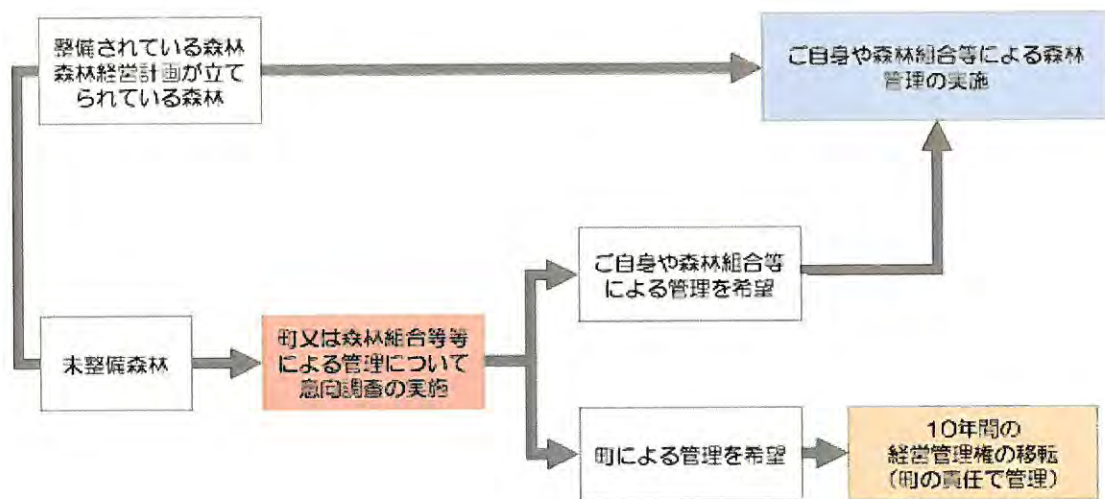 整備されている森林
森林経営計画が立て
られている森林
ご自身や森林組合等による森林
管理の実施
ご自身や森林組合等
による管理を希望
未整備森林
町又は森林組合等等
による管理について
意向調査の実施
町による管理を希望
10年間の
経営管理権の移転
(町の責任で管理)